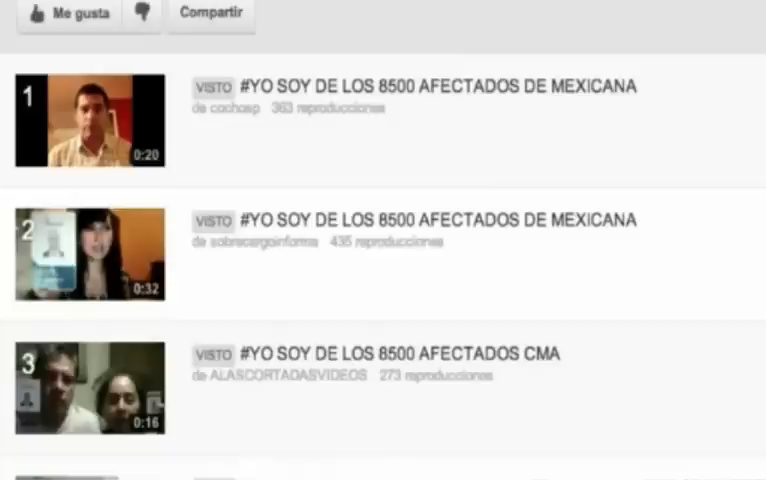 Me gusta
Compartir
1
VISTO #YO SOY DE LOS 8500 AFECTADOS DE MEXICANA
de cochosp 363 reproducciones
0:20
2
VISTO #YO SOY DE LOS 8500 AFECTADOS DE MEXICANA
de sobrecargoinforma 435 reproducciones
0:32
3
VISTO #YO SOY DE LOS 8500 AFECTADOS CMA
de ALASCORTADASVIDEOS 273 reproducciones
0:16